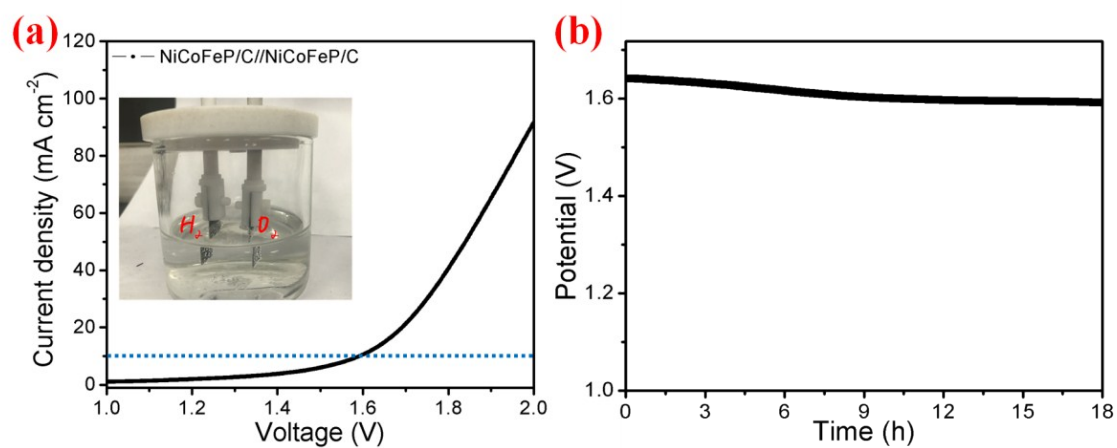 (a)
120
100
80
60
40
20
0
Current density (mA cm⁻²)
NiCoFeP/C//NiCoFeP/C
H₂
O₂
1.0
1.2
1.4
1.6
1.8
2.0
Voltage (V)
(b)
1.6
1.4
1.2
1.0
Potential (V)
0
3
6
9
12
15
18
Time (h)